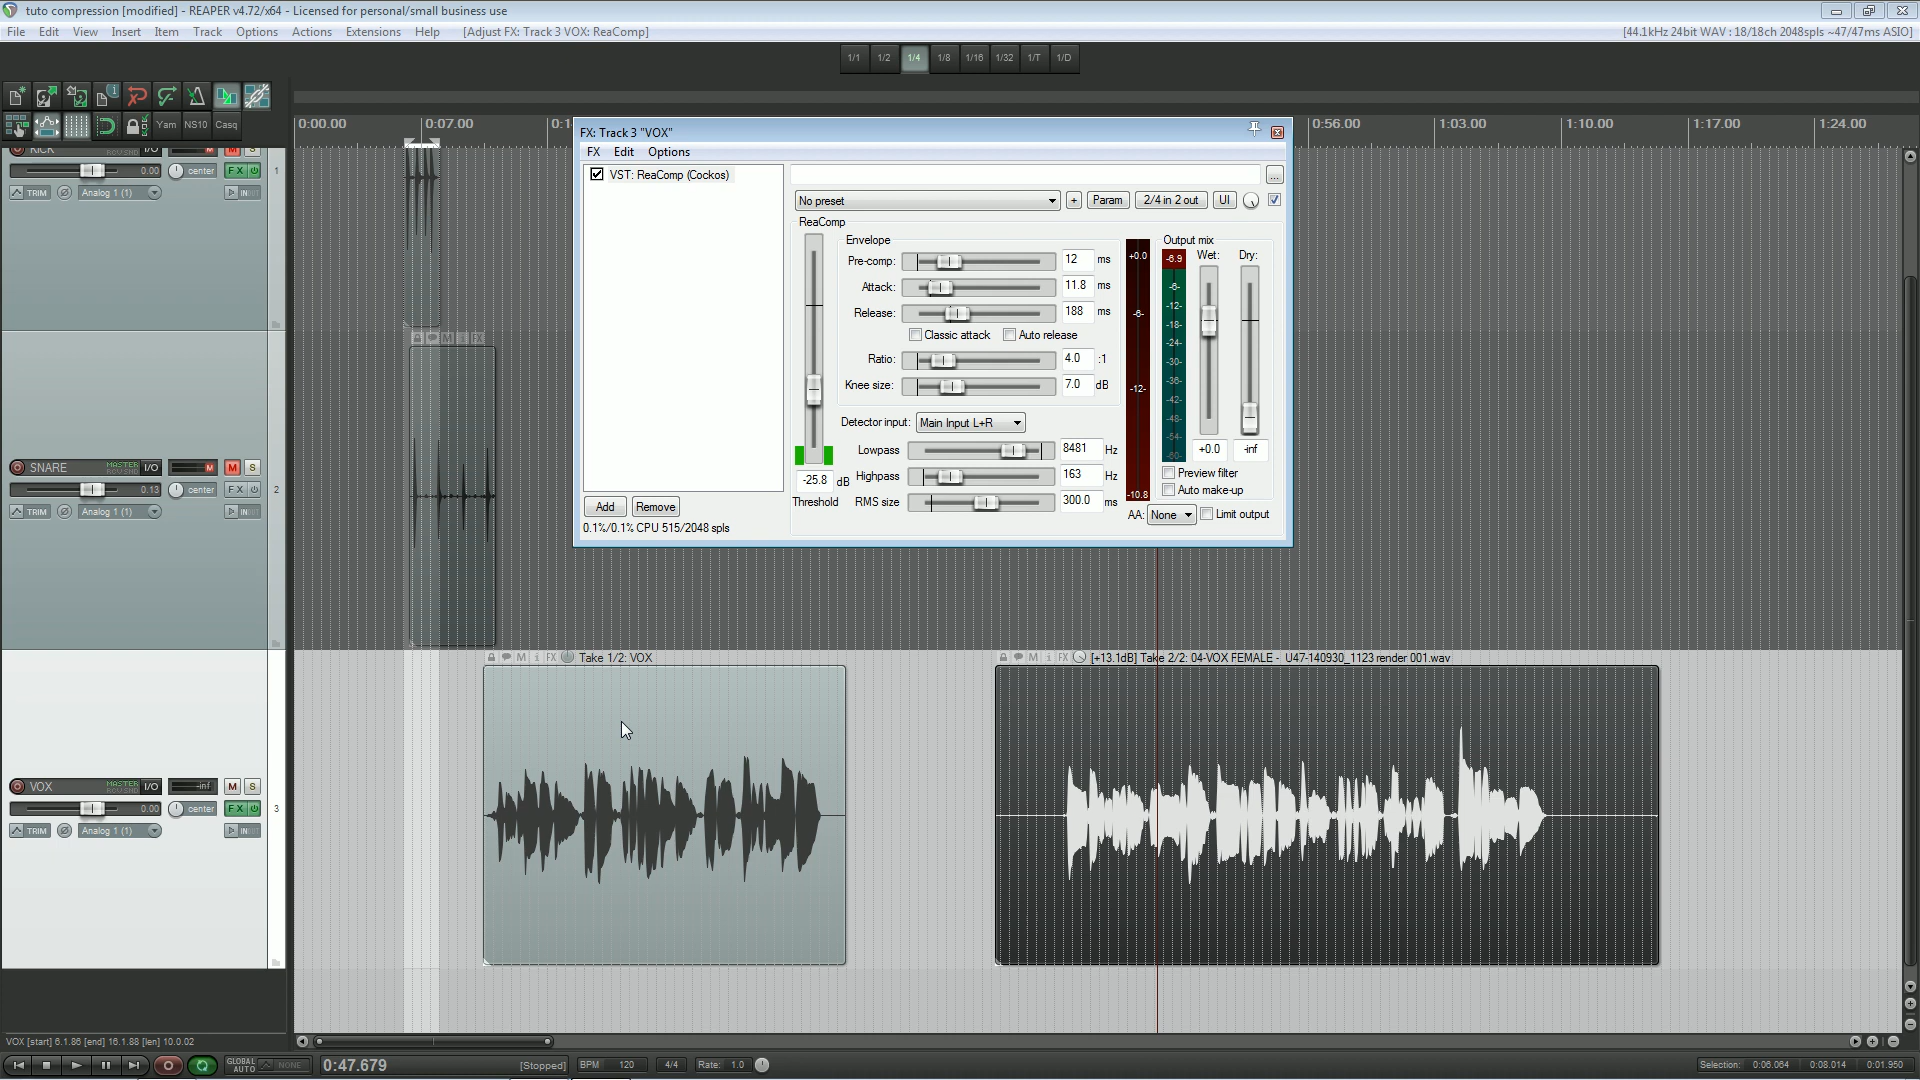 tuto compression [modified] - REAPER v4.72/x64 - Licensed for personal/small business use
File Edit View Insert Item Track Options Actions Extensions Help [Adjust FX: Track 3 VOX: ReaComp] [44.1kHz 24bit WAV : 18/18ch 2048spls ~47/47ms ASIO]
1/1 1/2 1/4 1/8 1/16 1/32 1/T 1/D
Yam NS10 Casq
0:00.00 0:07.00 0:1 0:56.00 1:03.00 1:10.00 1:17.00 1:24.00
FX: Track 3 "VOX"
FX Edit Options
VST: ReaComp (Cockos)
...
No preset + Param 2/4 in 2 out UI
ReaComp
Envelope
Pre-comp: 12 ms
Attack: 11.8 ms
Release: 188 ms
Classic attack Auto release
Ratio: 4.0 :1
Knee size: 7.0 dB
Detector input: Main Input L+R
Lowpass 8481 Hz
Highpass 163 Hz
RMS size 300.0 ms
-25.8 dB
Threshold
+0.0
-6-
-12-
-10.8
Output mix
Wet: Dry:
-6.9
-6-
-12-
-18-
-24-
-30-
-36-
-42-
-48-
-54-
-60-
+0.0 -inf
Preview filter
Auto make-up
AA: None Limit output
Add Remove
0.1%/0.1% CPU 515/2048 spls
KICK M S
0.00 center FX 1
TRIM Analog 1 (1) IN
M i FX
SNARE MASTER I/O M M S
0.13 center FX 2
TRIM Analog 1 (1) IN
M i FX Take 1/2: VOX
M i FX [+13.1dB] Take 2/2: 04-VOX FEMALE - U47-140930_1123 render 001.wav
VOX MASTER I/O -inf M S
0.00 center FX 3
TRIM Analog 1 (1) IN
VOX [start] 6.1.86 [end] 16.1.88 [len] 10.0.02
GLOBAL AUTO NONE 0:47.679 [Stopped] BPM 120 4/4 Rate: 1.0 Selection: 0:06.064 0:08.014 0:01.950